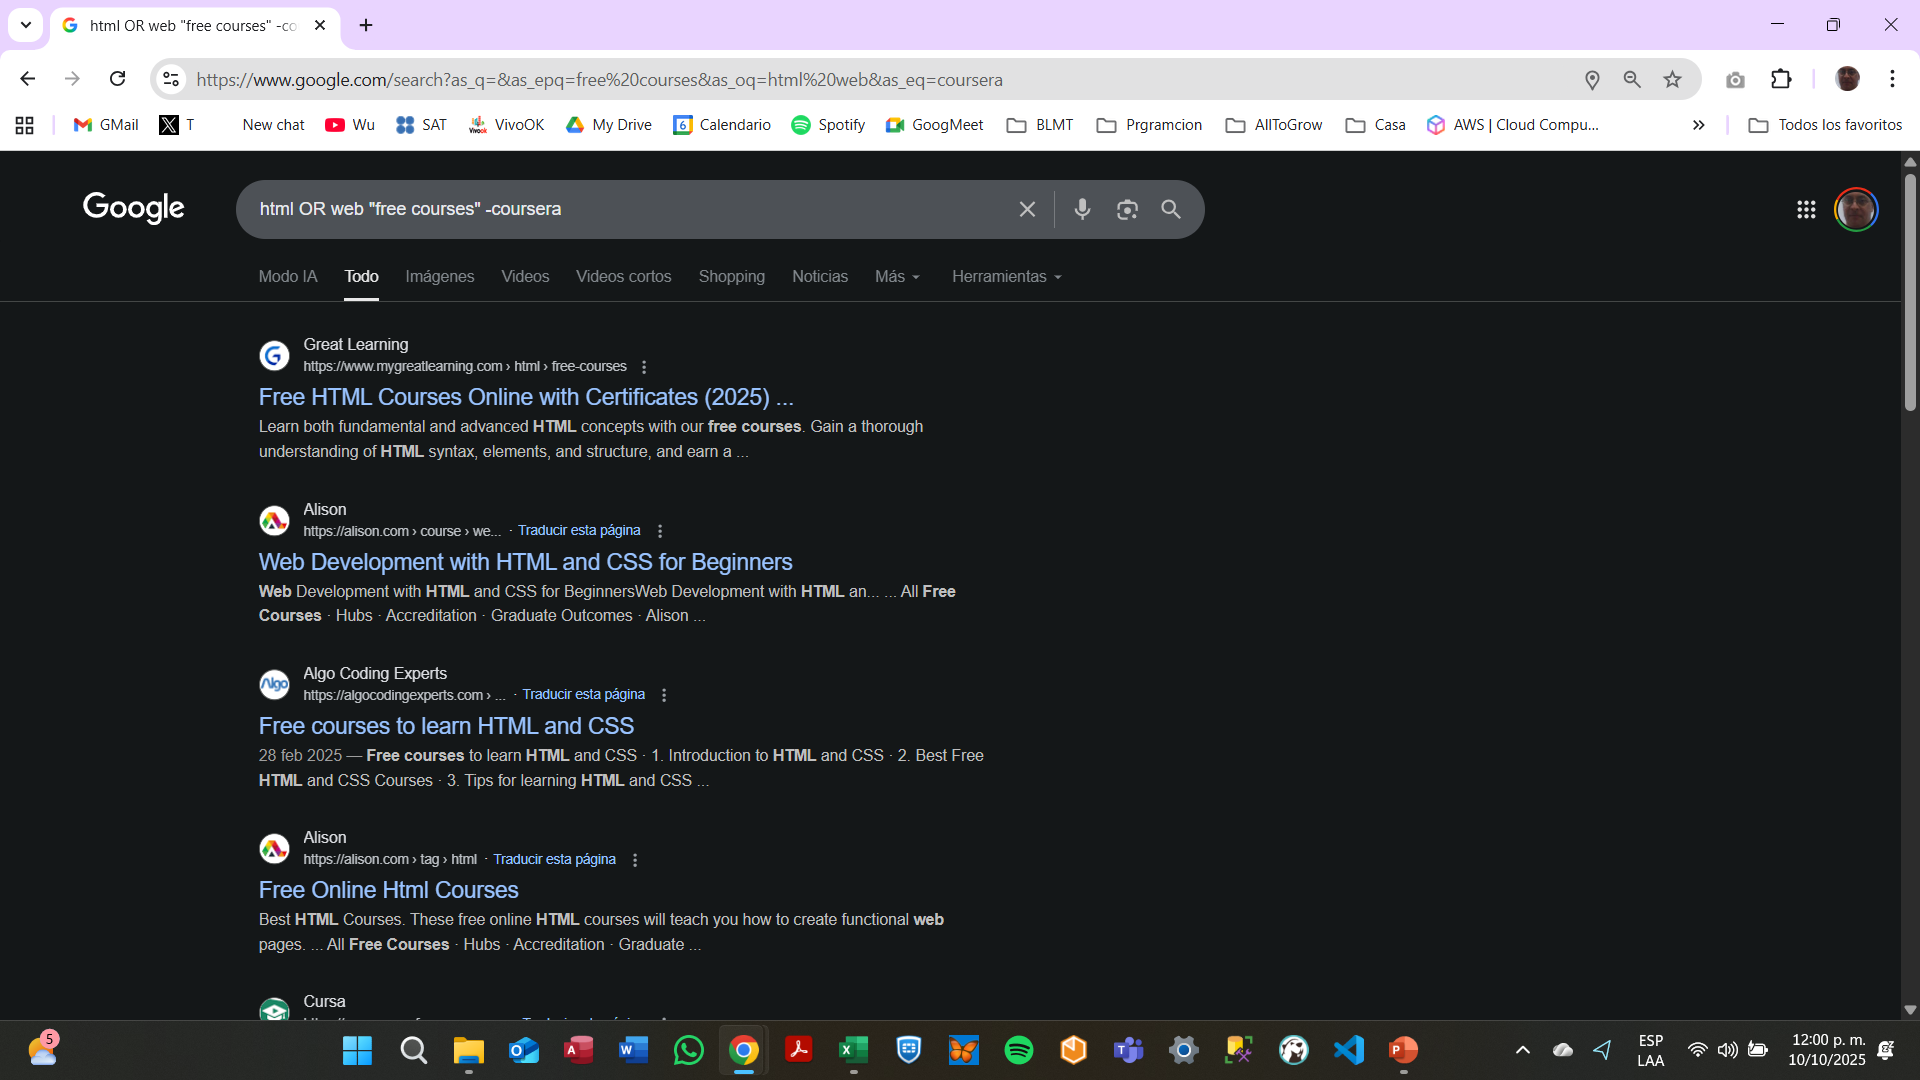 html OR web "free courses" -co
https://www.google.com/search?as_q=&as_epq=free%20courses&as_oq=html%20web&as_eq=coursera
GMail
T
New chat
Wu
SAT
VivoOK
My Drive
6
Calendario
Spotify
GoogMeet
BLMT
Prgramcion
AllToGrow
Casa
AWS | Cloud Compu...
Todos los favoritos
Google
html OR web "free courses" -coursera
Modo IA
Todo
Imágenes
Videos
Videos cortos
Shopping
Noticias
Más
Herramientas
Great Learning
https://www.mygreatlearning.com › html › free-courses
Free HTML Courses Online with Certificates (2025) ...
Learn both fundamental and advanced HTML concepts with our free courses. Gain a thorough
understanding of HTML syntax, elements, and structure, and earn a ...
Alison
https://alison.com › course › we... · Traducir esta página
Web Development with HTML and CSS for Beginners
Web Development with HTML and CSS for BeginnersWeb Development with HTML an... ... All Free
Courses · Hubs · Accreditation · Graduate Outcomes · Alison ...
Algo
Algo Coding Experts
https://algocodingexperts.com › ... · Traducir esta página
Free courses to learn HTML and CSS
28 feb 2025 — Free courses to learn HTML and CSS · 1. Introduction to HTML and CSS · 2. Best Free
HTML and CSS Courses · 3. Tips for learning HTML and CSS ...
Alison
https://alison.com › tag › html · Traducir esta página
Free Online Html Courses
Best HTML Courses. These free online HTML courses will teach you how to create functional web
pages. ... All Free Courses · Hubs · Accreditation · Graduate ...
Cursa
5
ESP
LAA
12:00 p. m.
10/10/2025